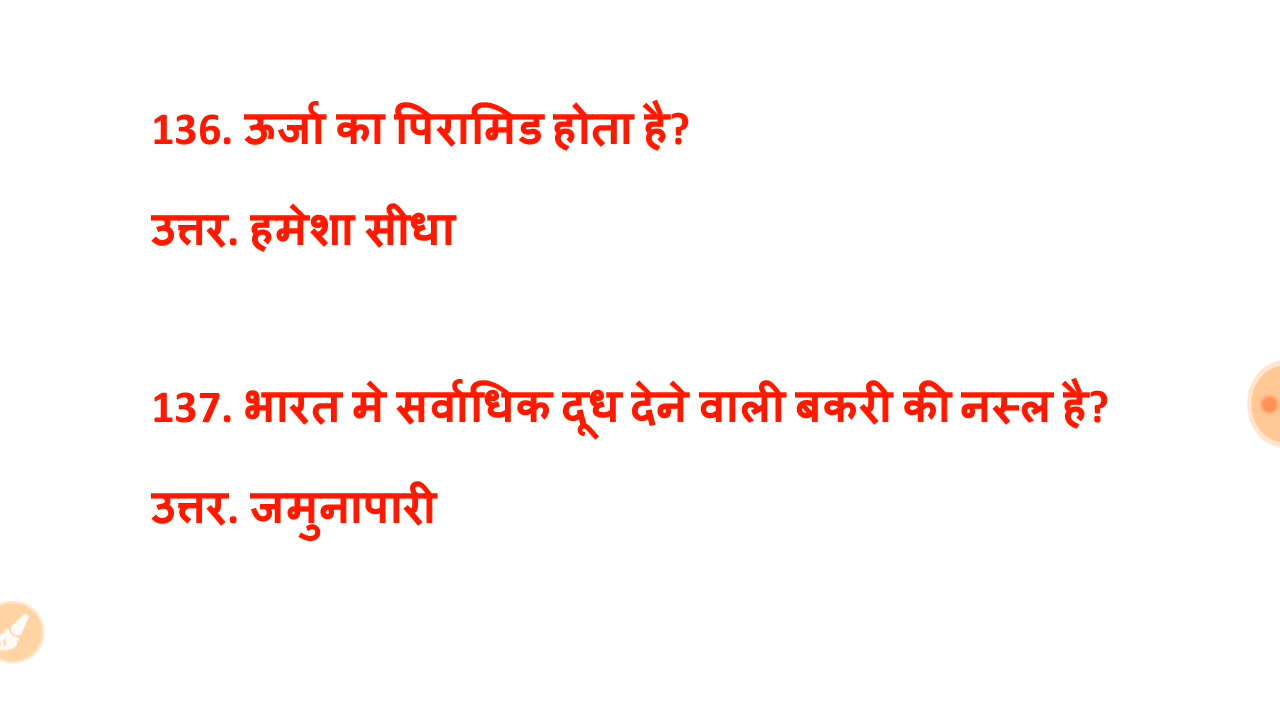 136. ऊर्जा का पिरामिड होता है?
उत्तर. हमेशा सीधा
137. भारत मे सर्वाधिक दूध देने वाली बकरी की नस्ल है?
उत्तर. जमुनापारी